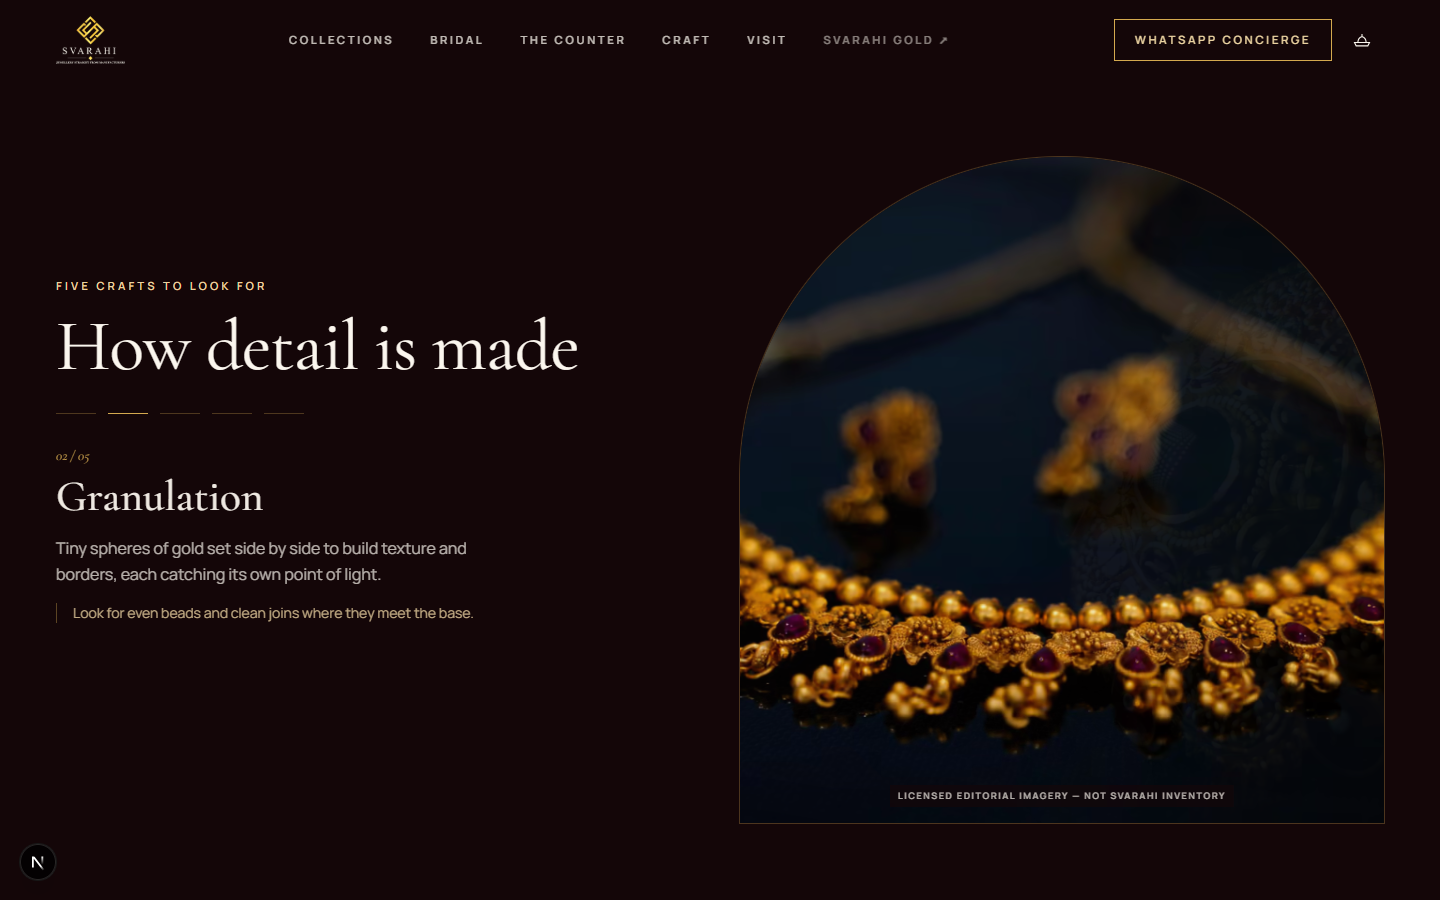 SVARAHI
COLLECTIONS
BRIDAL
THE COUNTER
CRAFT
VISIT
SVARAHI GOLD ↗
WHATSAPP CONCIERGE
FIVE CRAFTS TO LOOK FOR
How detail is made
02 / 05
Granulation
Tiny spheres of gold set side by side to build texture and
borders, each catching its own point of light.
Look for even beads and clean joins where they meet the base.
LICENSED EDITORIAL IMAGERY — NOT SVARAHI INVENTORY
N